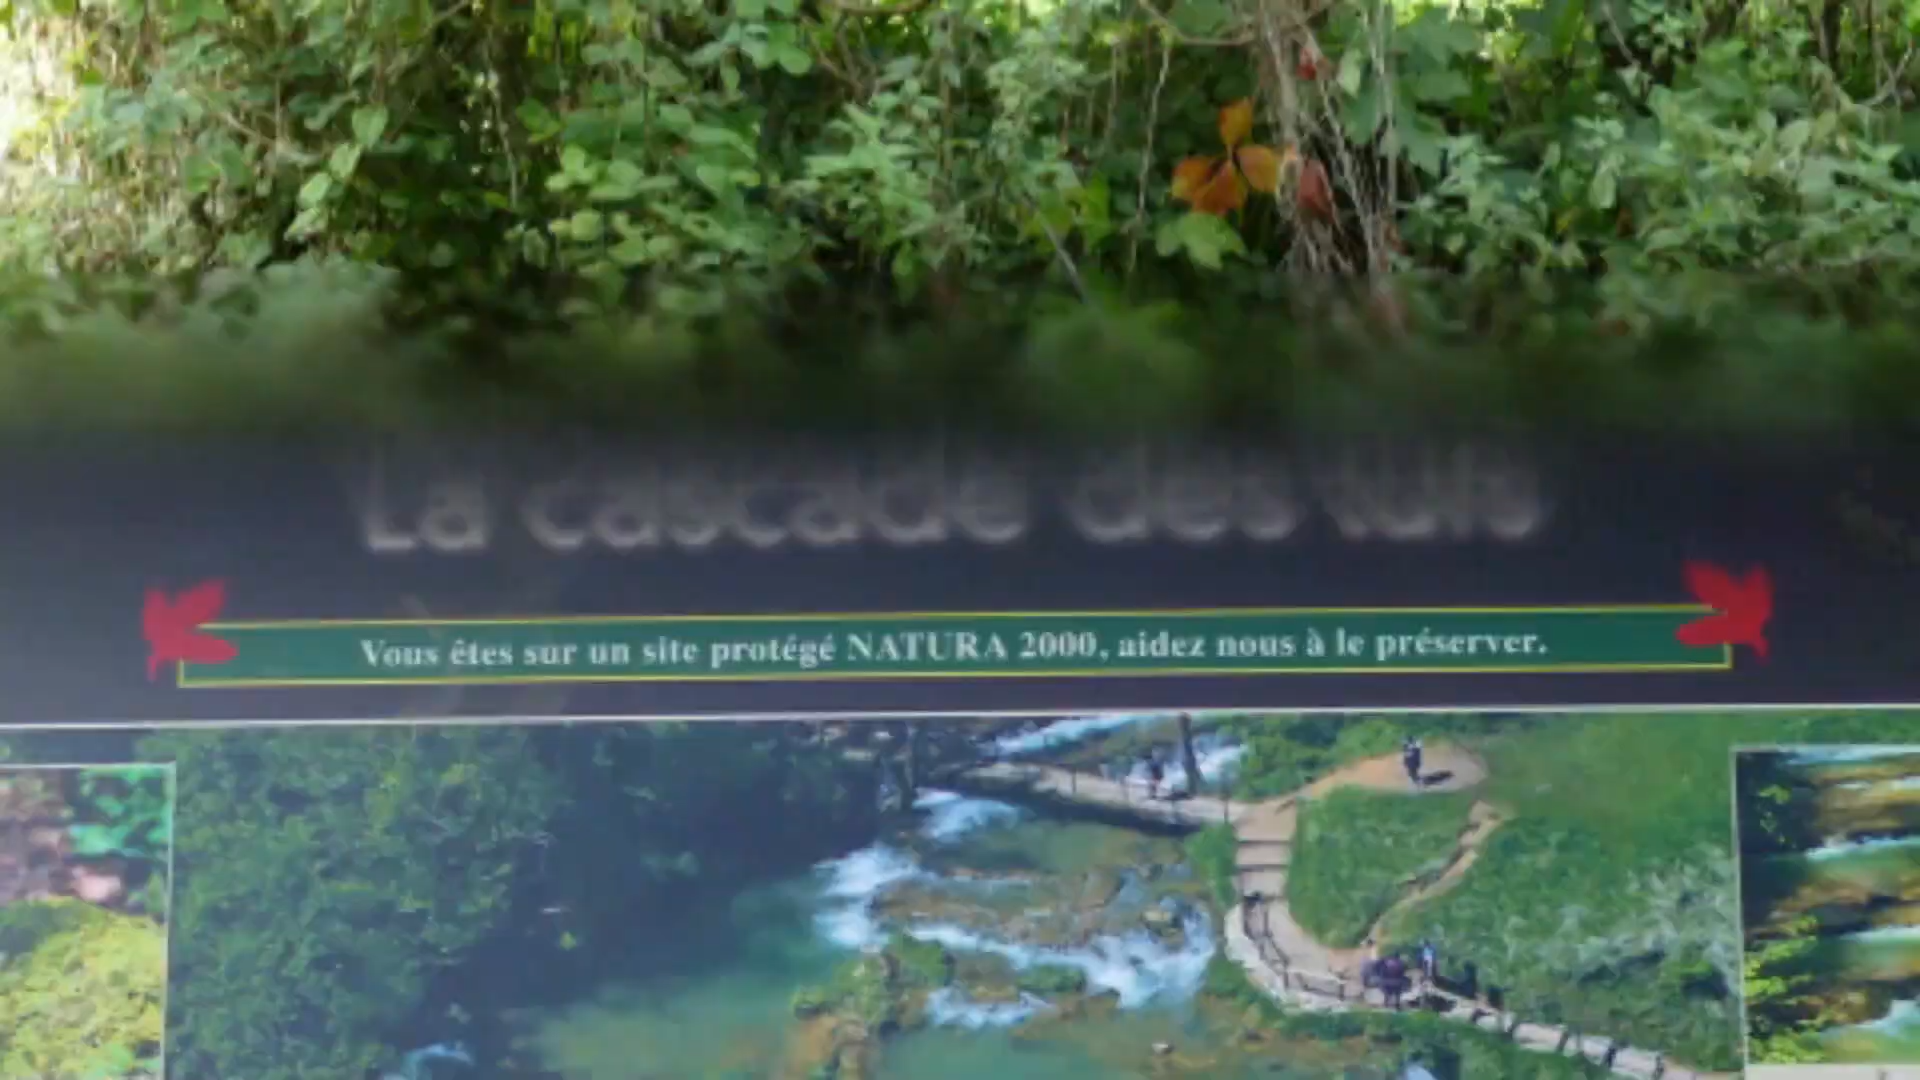 La cascade des tufs
Vous êtes sur un site protégé NATURA 2000, aidez nous à le préserver.